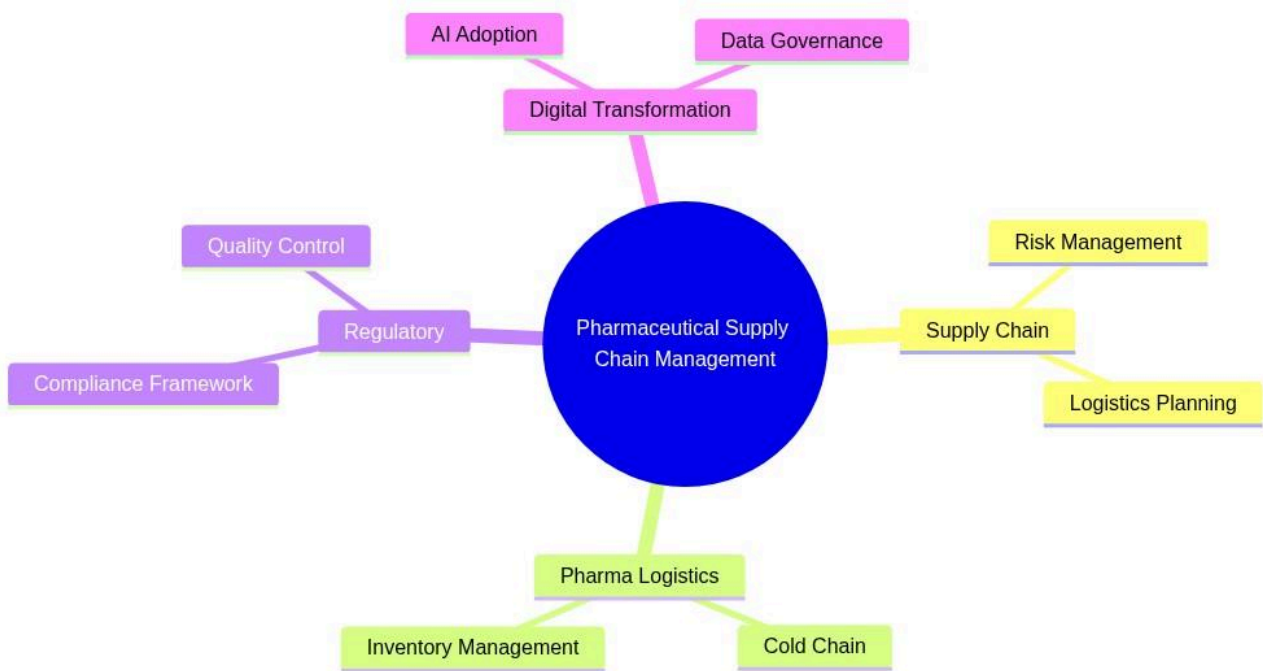 AI Adoption
Data Governance
Digital Transformation
Quality Control
Risk Management
Regulatory
Pharmaceutical Supply
Chain Management
Supply Chain
Compliance Framework
Logistics Planning
Pharma Logistics
Inventory Management
Cold Chain